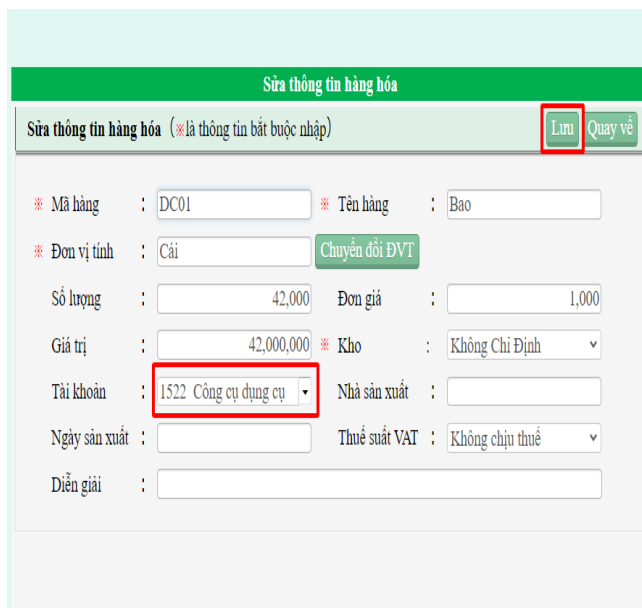 Sửa thông tin hàng hóa
Sửa thông tin hàng hóa (※là thông tin bắt buộc nhập) Lưu Quay về
※ Mã hàng : DC01 ※ Tên hàng : Bao
※ Đơn vị tính : Cái Chuyển đổi ĐVT
Số lượng : 42,000 Đơn giá : 1,000
Giá trị : 42,000,000 ※ Kho : Không Chỉ Định
Tài khoản : 1522 Công cụ dụng cụ Nhà sản xuất :
Ngày sản xuất : Thuế suất VAT : Không chịu thuế
Diễn giải :